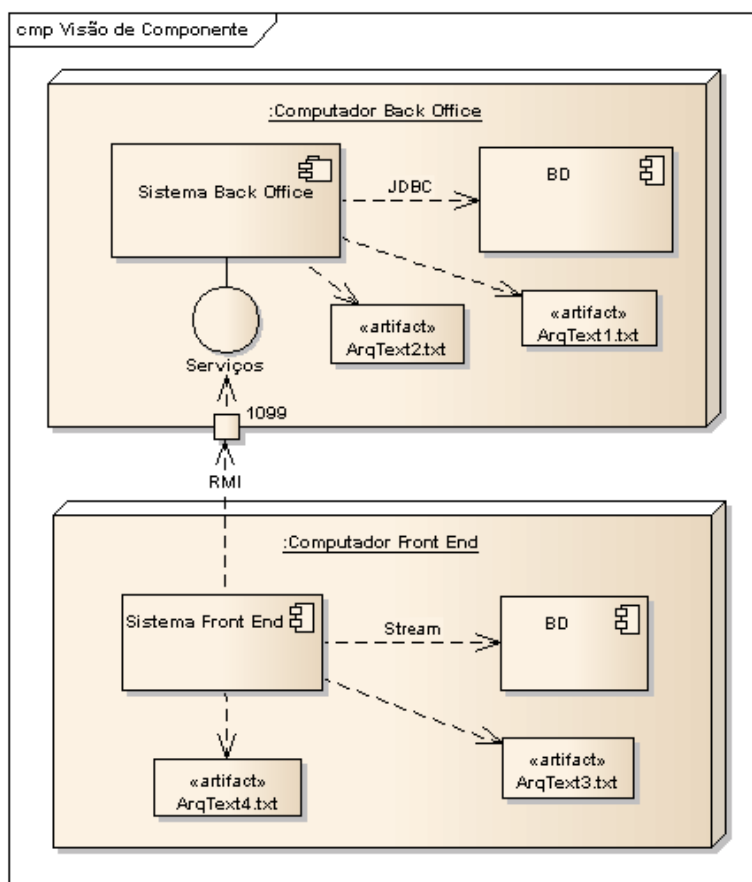 cmp Visão de Componente
:Computador Back Office
Sistema Back Office
JDBC
BD
«artifact»
ArqText2.txt
«artifact»
ArqText1.txt
Serviços
1099
RMI
:Computador Front End
Sistema Front End
Stream
BD
«artifact»
ArqText4.txt
«artifact»
ArqText3.txt